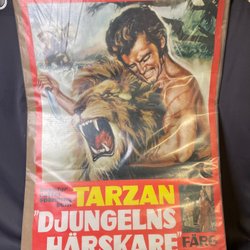 TARZAN
"DJUNGELNS
HÄRSKARE"
FÄRG